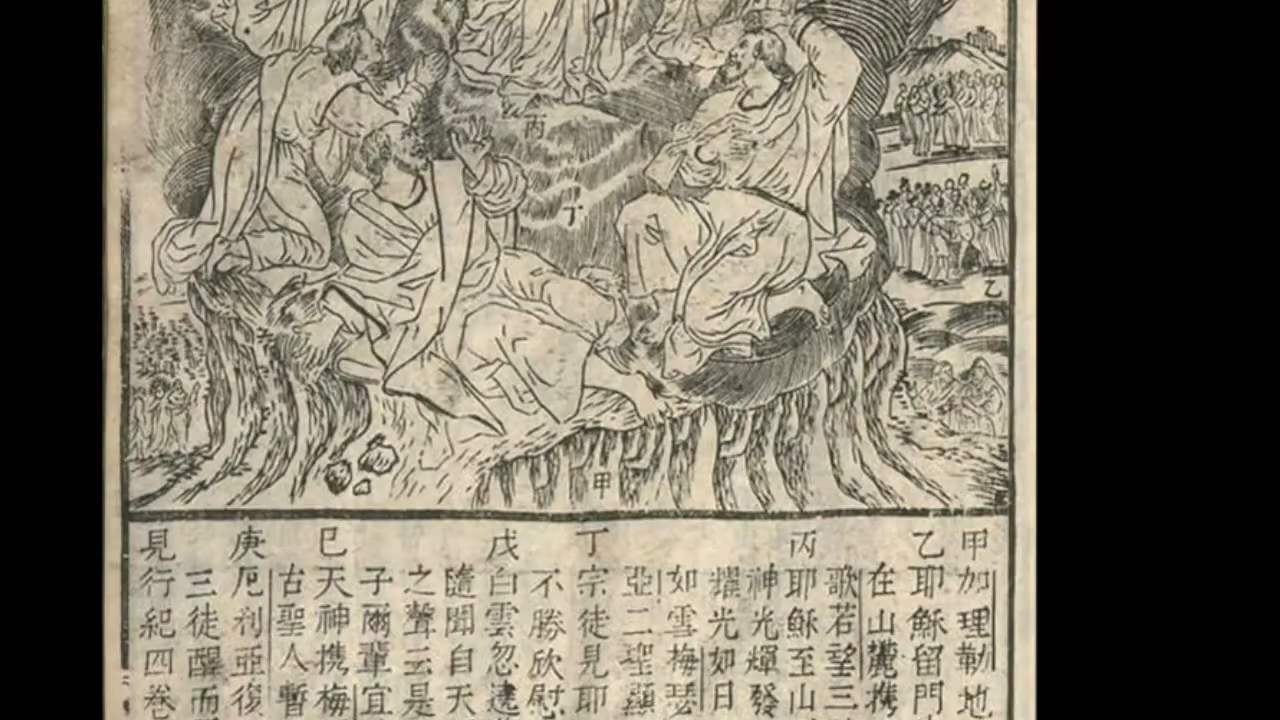 丙
丁
乙
甲
甲加理勒地
乙耶穌留門
在山麓携
歌若望三
丙耶穌至山
神光輝發
耀光如日
如雪梅瑟
亞二聖顯
丁宗徒見耶
不勝欣慰
戊白雲忽
隨聞自天
之聲云是
子爾輩宜
巳天神携梅
古聖人暫
庚厄利亞復
三徒醒而
見行紀四卷